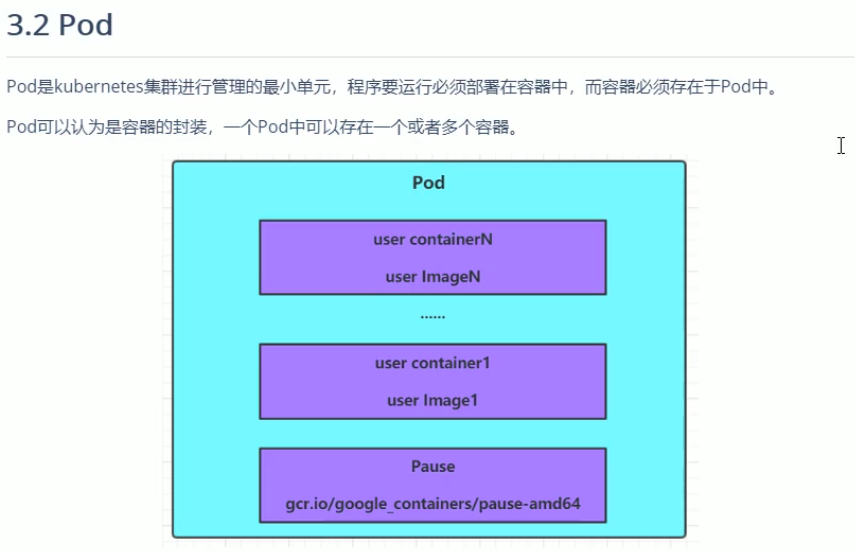 3.2 Pod
Pod是kubernetes集群进行管理的最小单元，程序要运行必须部署在容器中，而容器必须存在于Pod中。
Pod可以认为是容器的封装，一个Pod中可以存在一个或者多个容器。
Pod
user containerN
user ImageN
......
user container1
user Image1
Pause
gcr.io/google_containers/pause-amd64